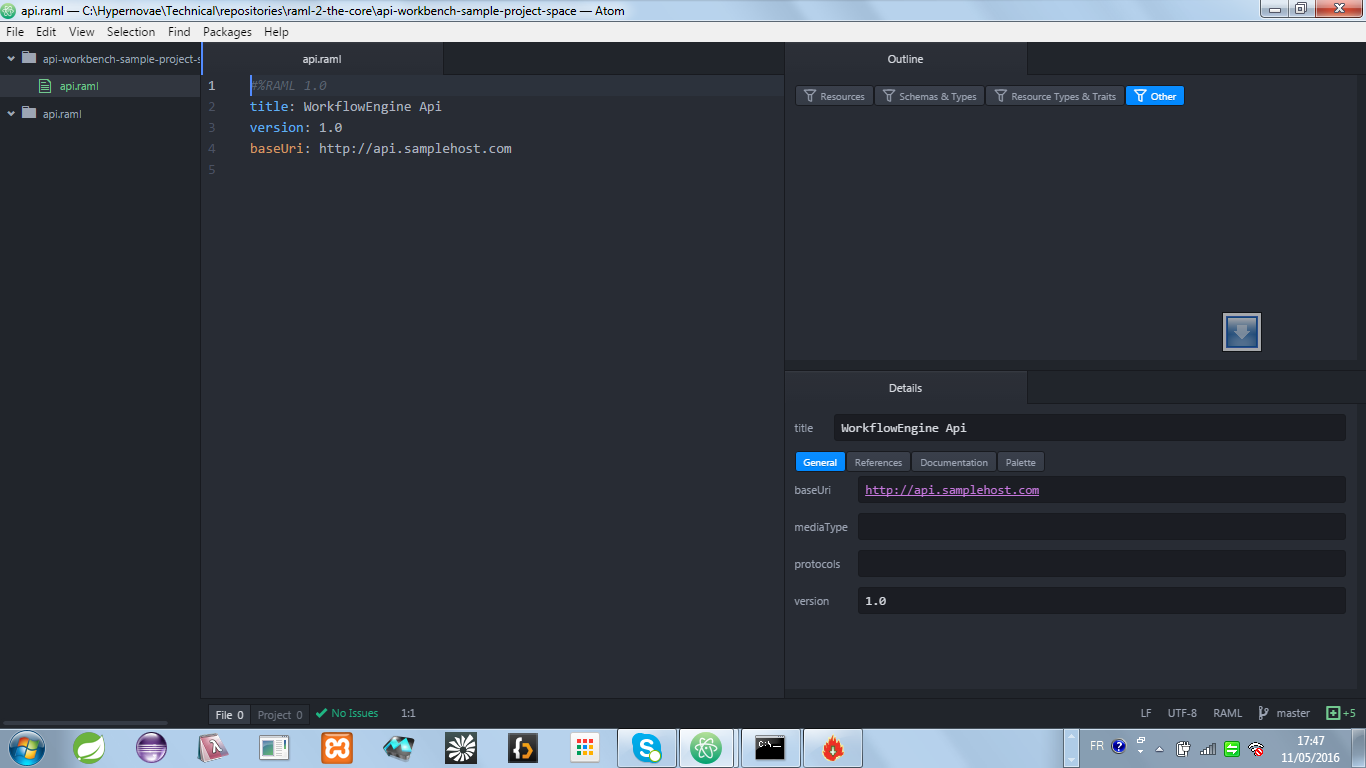 api.raml — C:\Hypernovae\Technical\repositories\raml-2-the-core\api-workbench-sample-project-space — Atom
File Edit View Selection Find Packages Help
api-workbench-sample-project-s
api.raml
api.raml
api.raml
1 #%RAML 1.0
2 title: WorkflowEngine Api
3 version: 1.0
4 baseUri: http://api.samplehost.com
5
Outline
Resources Schemas & Types Resource Types & Traits Other
Details
title WorkflowEngine Api
General References Documentation Palette
baseUri http://api.samplehost.com
mediaType
protocols
version 1.0
File 0 Project 0 No Issues 1:1 LF UTF-8 RAML master +5
C:\_
FR ? 17:47
11/05/2016